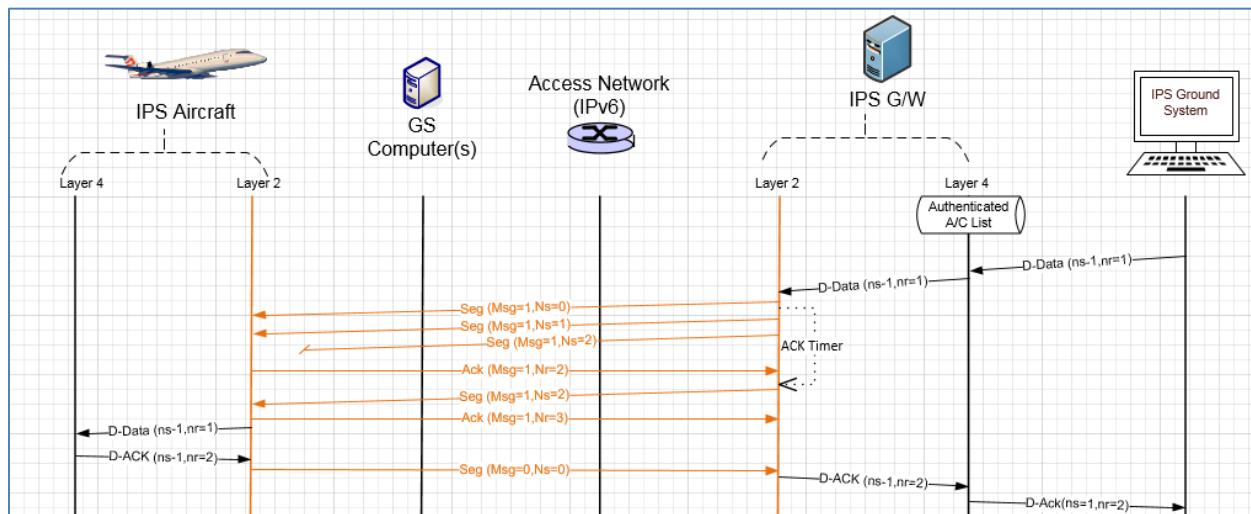 IPS Aircraft
GS
Computer(s)
Access Network
(IPv6)
IPS G/W
IPS Ground
System
Layer 4
Layer 2
Layer 2
Layer 4
Authenticated
A/C List
D-Data (ns-1,nr=1)
D-Data (ns-1,nr=1)
Seg (Msg=1,Ns=0)
Seg (Msg=1,Ns=1)
Seg (Msg=1,Ns=2)
ACK Timer
Ack (Msg=1,Nr=2)
Seg (Msg=1,Ns=2)
Ack (Msg=1,Nr=3)
D-Data (ns-1,nr=1)
D-ACK (ns-1,nr=2)
Seg (Msg=0,Ns=0)
D-ACK (ns-1,nr=2)
D-Ack(ns=1,nr=2)